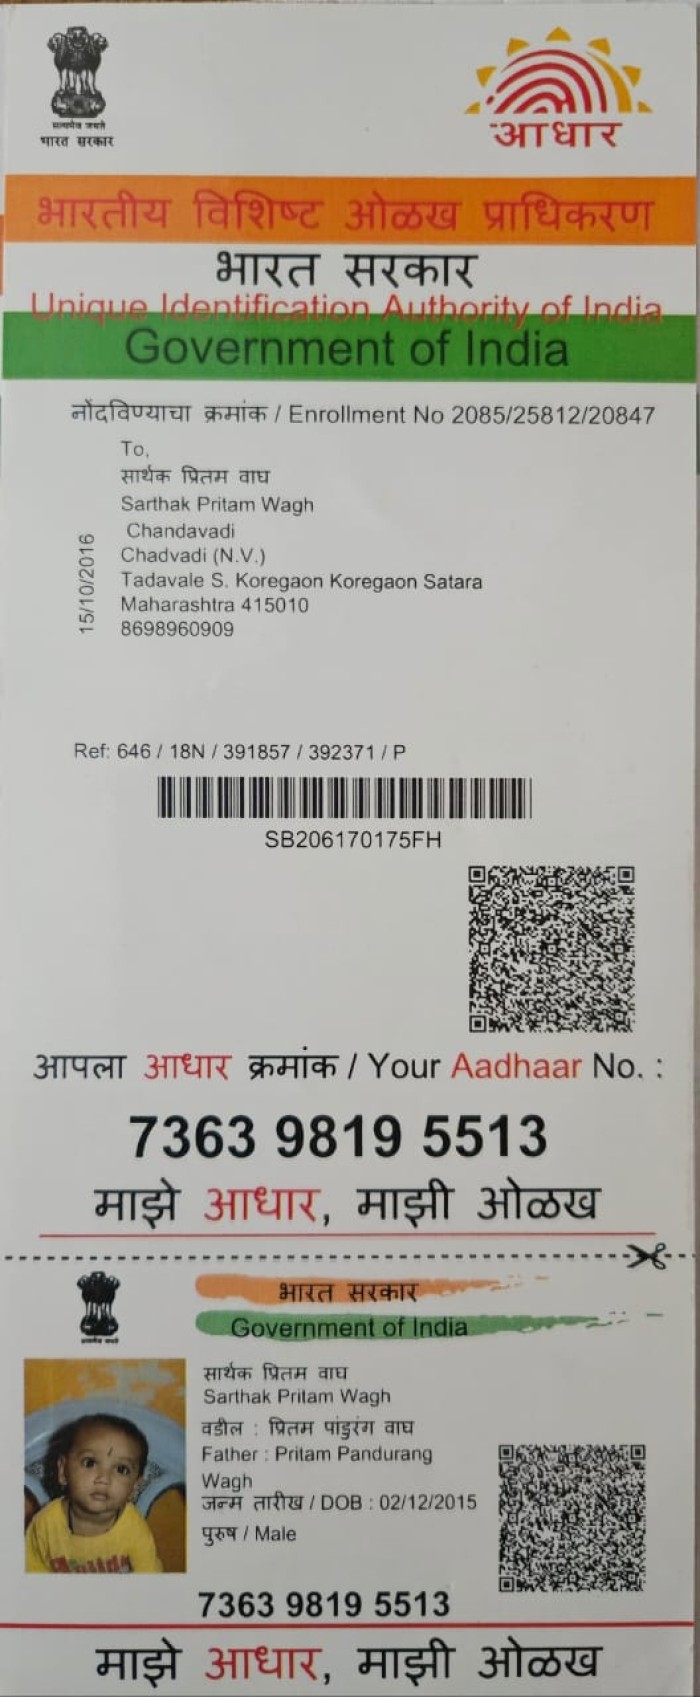 सत्यमेव जयते
भारत सरकार
आधार
भारतीय विशिष्ट ओळख प्राधिकरण
भारत सरकार
Unique Identification Authority of India
Government of India
नोंदविण्याचा क्रमांक / Enrollment No 2085/25812/20847
To,
सार्थक प्रितम वाघ
Sarthak Pritam Wagh
Chandavadi
Chadvadi (N.V.)
Tadavale S. Koregaon Koregaon Satara
Maharashtra 415010
8698960909
15/10/2016
Ref: 646 / 18N / 391857 / 392371 / P
SB206170175FH
आपला आधार क्रमांक / Your Aadhaar No. :
7363 9819 5513
माझे आधार, माझी ओळख
भारत सरकार
Government of India
सार्थक प्रितम वाघ
Sarthak Pritam Wagh
वडील : प्रितम पांडुरंग वाघ
Father : Pritam Pandurang
Wagh
जन्म तारीख / DOB : 02/12/2015
पुरुष / Male
7363 9819 5513
माझे आधार, माझी ओळख